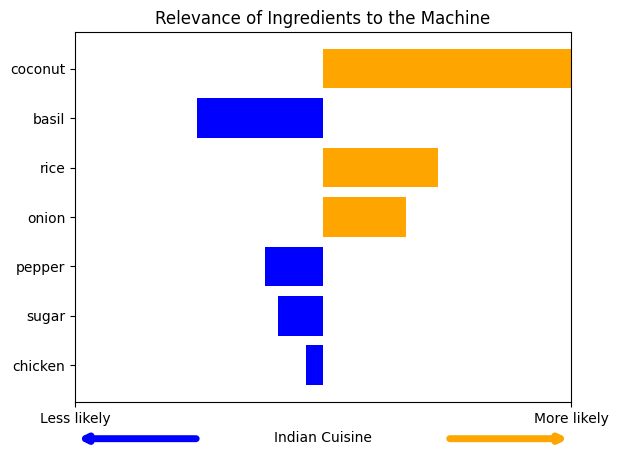 Relevance of Ingredients to the Machine
coconut
basil
rice
onion
pepper
sugar
chicken
Less likely
More likely
Indian Cuisine